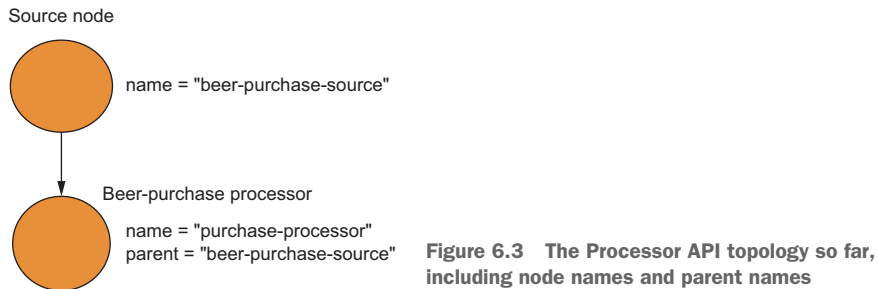 Source node
name = "beer-purchase-source"
Beer-purchase processor
name = "purchase-processor"
parent = "beer-purchase-source"
Figure 6.3 The Processor API topology so far,
including node names and parent names